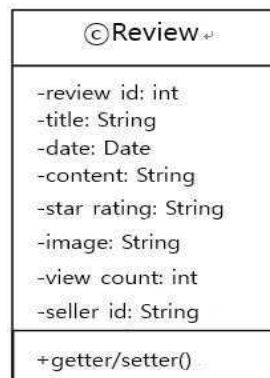 ©Review↵
-review id: int
-title: String
-date: Date
-content: String
-star rating: String
-image: String
-view count: int
-seller id: String
+getter/setter()